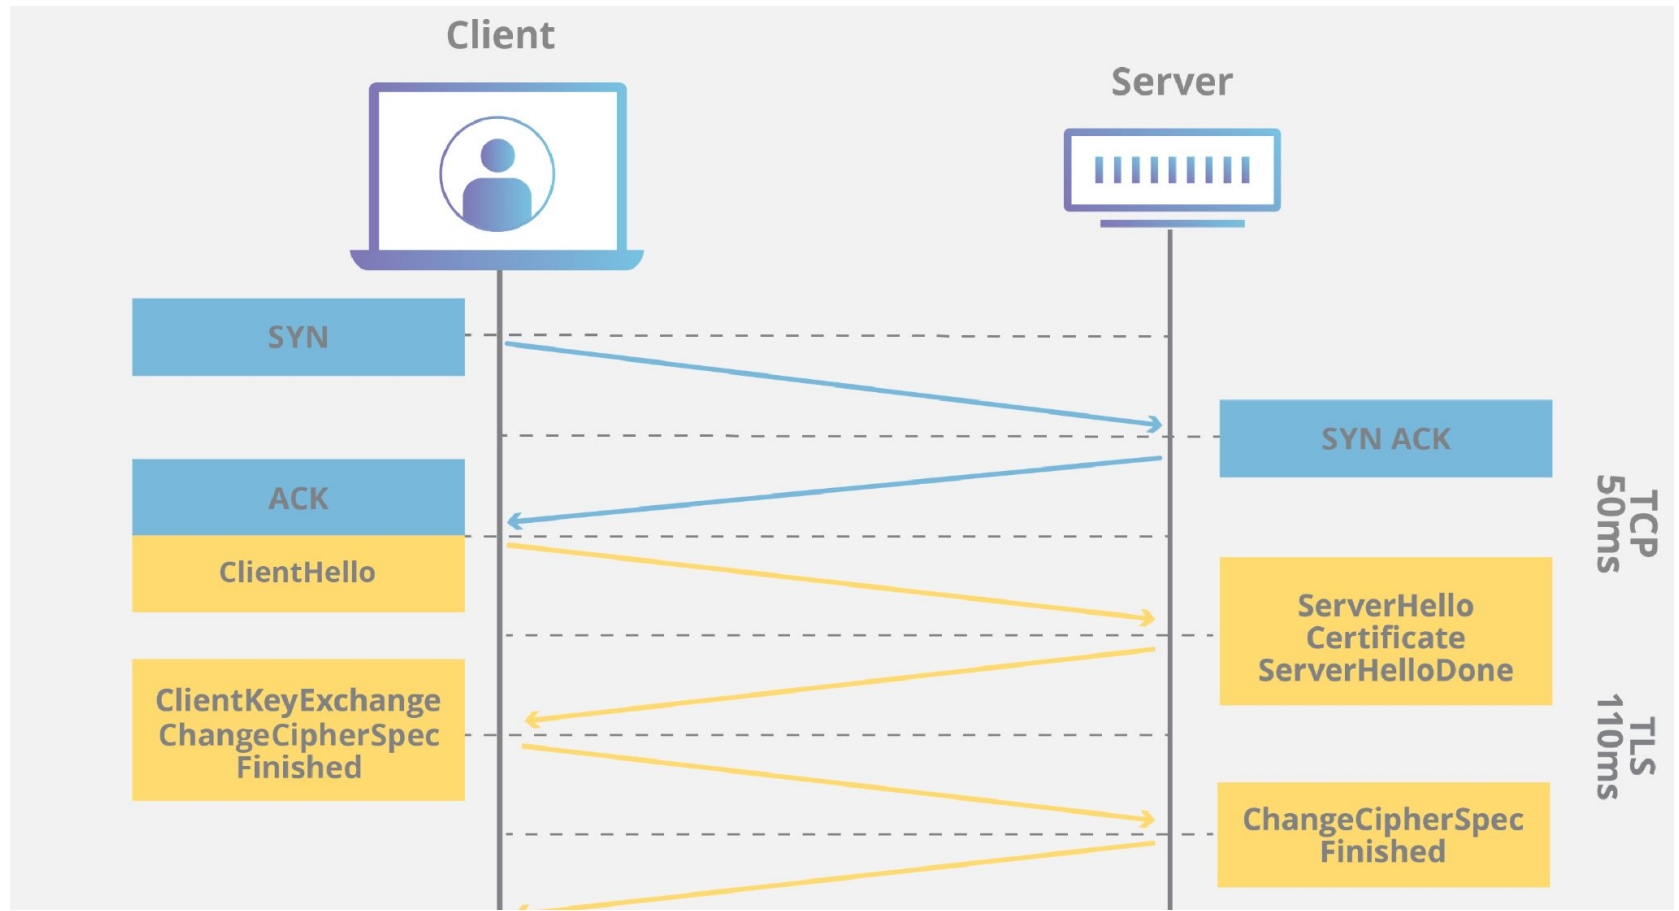 Client
Server
SYN
SYN ACK
ACK
ClientHello
TCP
50ms
ServerHello
Certificate
ServerHelloDone
ClientKeyExchange
ChangeCipherSpec
Finished
TLS
110ms
ChangeCipherSpec
Finished